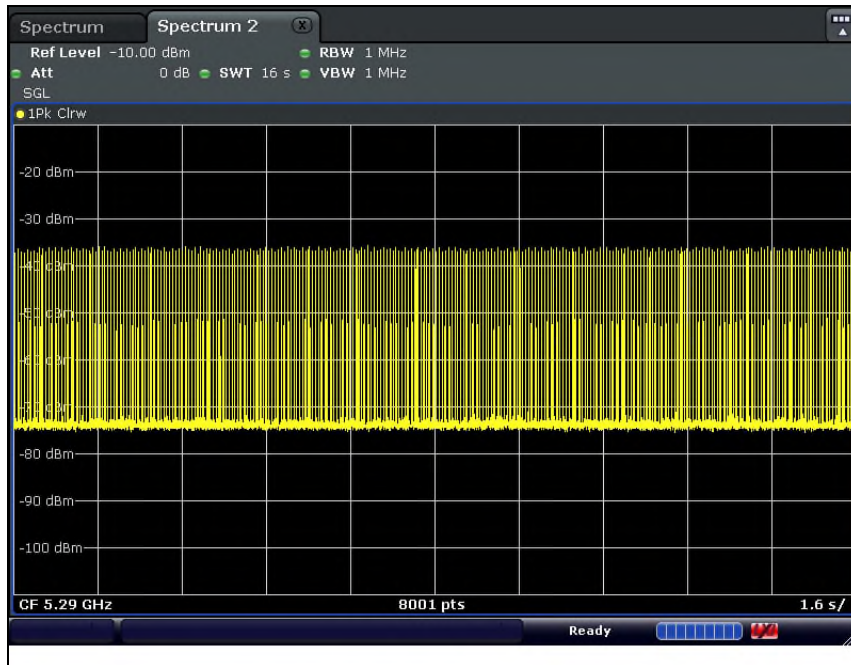 Spectrum Spectrum 2 X
Ref Level -10.00 dBm RBW 1 MHz
Att 0 dB SWT 16 s VBW 1 MHz
SGL
1Pk Clrw
-20 dBm
-30 dBm
-80 dBm
-90 dBm
-100 dBm
CF 5.29 GHz 8001 pts 1.6 s/
Ready